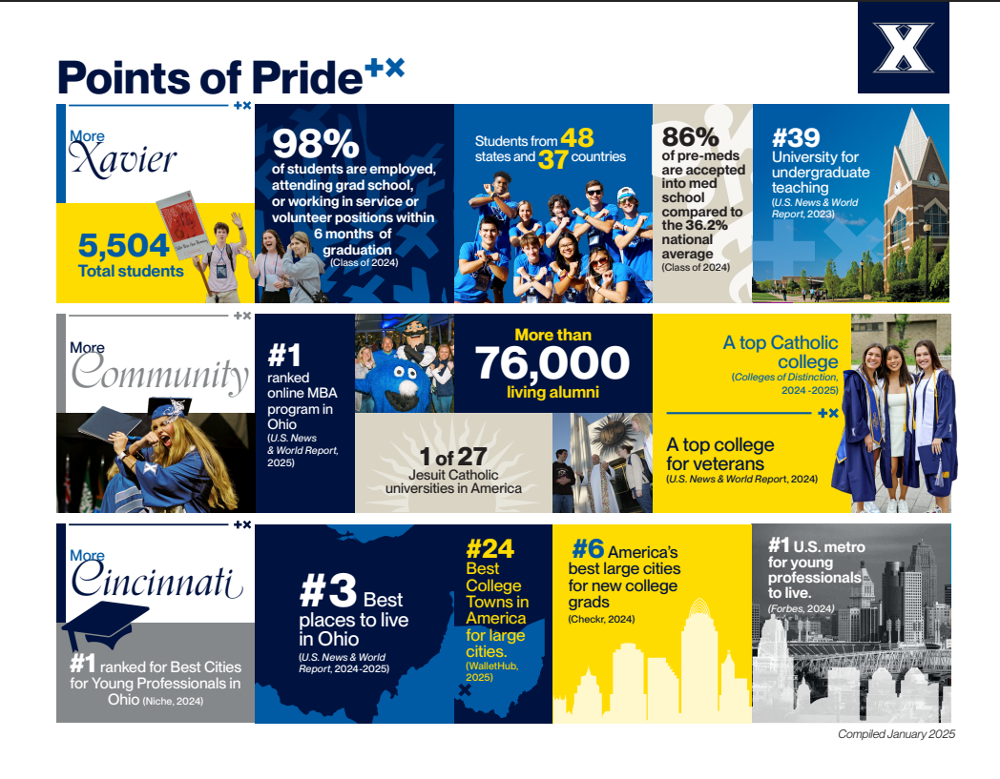 X
Points of Pride+x
+x
More
Xavier
5,504
Total students
98%
of students are employed,
attending grad school,
or working in service or
volunteer positions within
6 months of
graduation
(Class of 2024)
Students from 48
states and 37 countries
86%
of pre-meds
are accepted
into med
school
compared to
the 36.2%
national
average
(Class of 2024)
#39
University for
undergraduate
teaching
(U.S. News & World
Report, 2023)
+x
More
Community
#1
ranked
online MBA
program in
Ohio
(U.S. News
& World Report,
2025)
More than
76,000
living alumni
1 of 27
Jesuit Catholic
universities in America
A top Catholic
college
(Colleges of Distinction,
2024 -2025)
+x
A top college
for veterans
(U.S. News & World Report, 2024)
+x
More
Cincinnati
#1 ranked for Best Cities
for Young Professionals in
Ohio (Niche, 2024)
#3 Best
places to live
in Ohio
(U.S. News & World
Report, 2024-2025)
#24
Best
College
Towns in
America
for large
cities.
(WalletHub,
2025)
#6 America's
best large cities
for new college
grads
(Checkr, 2024)
#1 U.S. metro
for young
professionals
to live.
(Forbes, 2024)
Compiled January 2025